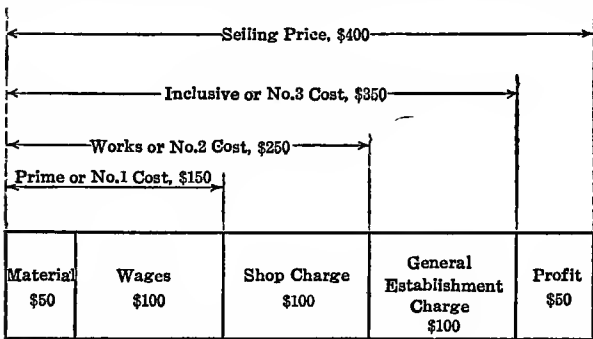 Selling Price, $400
Inclusive or No.3 Cost, $350
Works or No.2 Cost, $250
Prime or No.1 Cost, $150
Material
$50
Wages
$100
Shop Charge
$100
General
Establishment
Charge
$100
Profit
$50